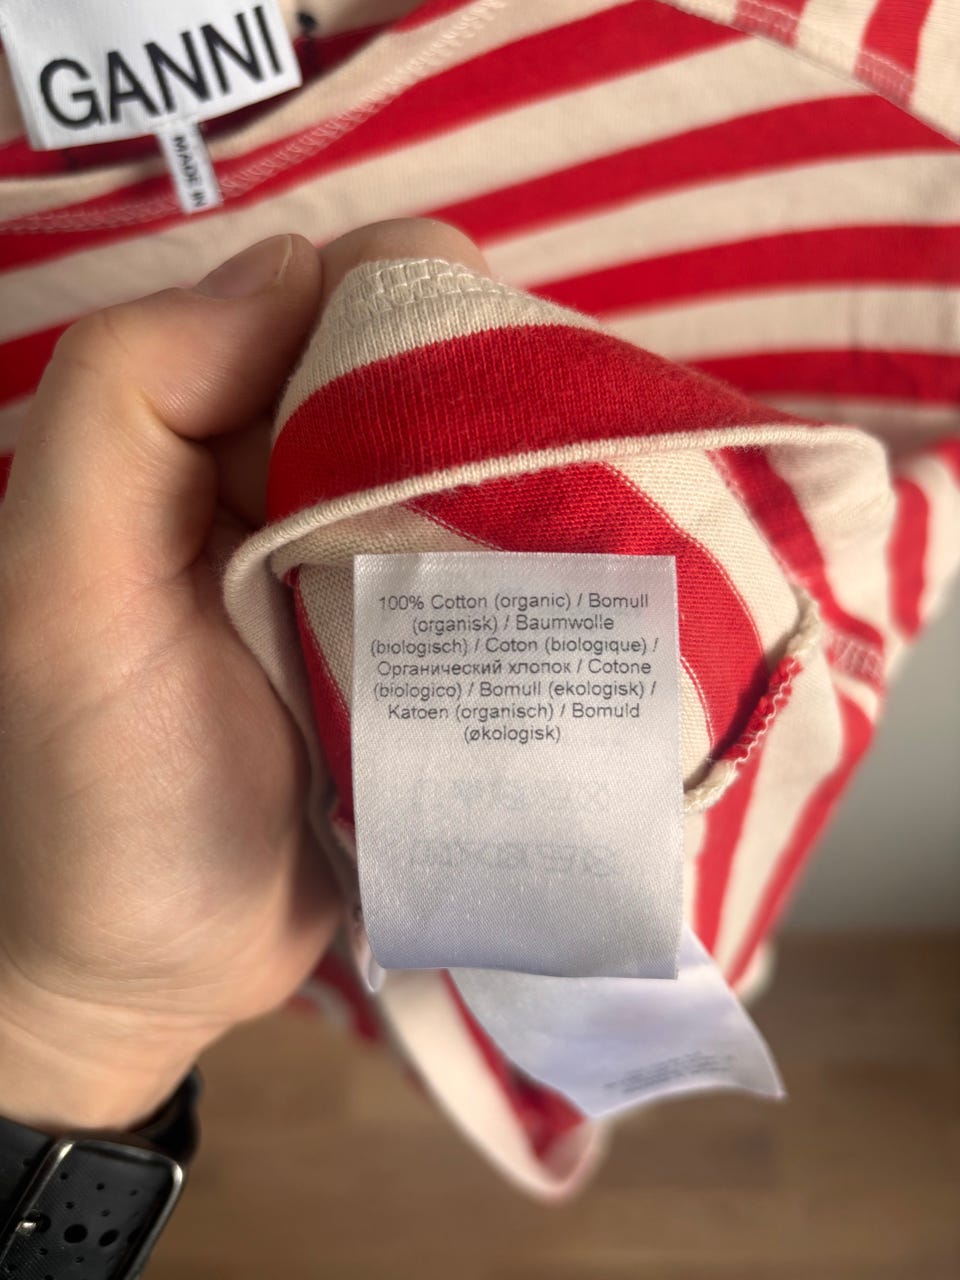 GANNI
MADE IN
100% Cotton (organic) / Bomull
(organisk) / Baumwolle
(biologisch) / Coton (biologique) /
Органический хлопок / Cotone
(biologico) / Bomull (ekologisk) /
Katoen (organisch) / Bomuld
(økologisk)